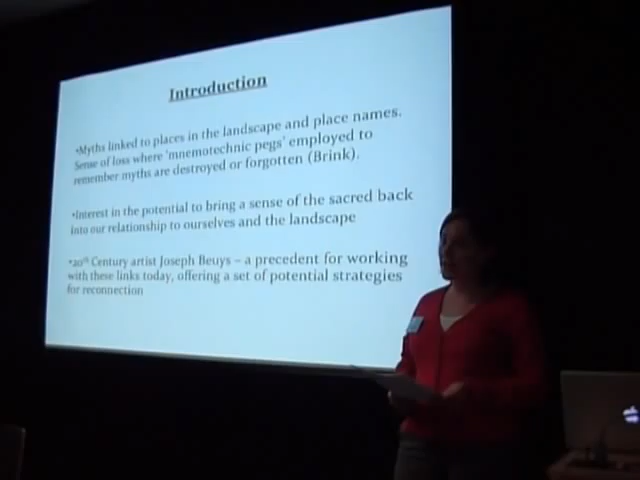 Introduction
•Myths linked to places in the landscape and place names.
Sense of loss where 'mnemotechnic pegs' employed to
remember myths are destroyed or forgotten (Brink).
•Interest in the potential to bring a sense of the sacred back
into our relationship to ourselves and the landscape
•20th Century artist Joseph Beuys – a precedent for working
with these links today, offering a set of potential strategies
for reconnection